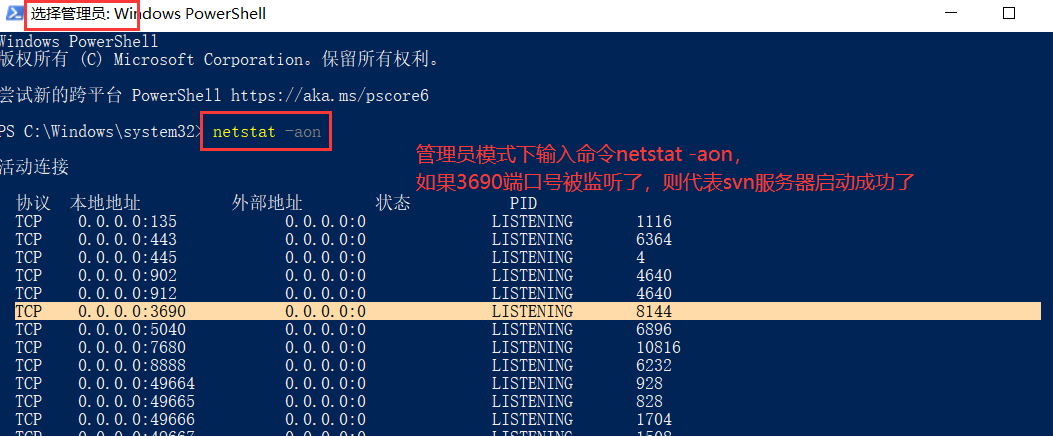 选择管理员: Windows PowerShell
Windows PowerShell
版权所有 (C) Microsoft Corporation。保留所有权利。
尝试新的跨平台 PowerShell https://aka.ms/pscore6
PS C:\Windows\system32> netstat -aon
管理员模式下输入命令netstat -aon，
如果3690端口号被监听了，则代表svn服务器启动成功了
活动连接
协议 本地地址 外部地址 状态 PID
TCP 0.0.0.0:135 0.0.0.0:0 LISTENING 1116
TCP 0.0.0.0:443 0.0.0.0:0 LISTENING 6364
TCP 0.0.0.0:445 0.0.0.0:0 LISTENING 4
TCP 0.0.0.0:902 0.0.0.0:0 LISTENING 4640
TCP 0.0.0.0:912 0.0.0.0:0 LISTENING 4640
TCP 0.0.0.0:3690 0.0.0.0:0 LISTENING 8144
TCP 0.0.0.0:5040 0.0.0.0:0 LISTENING 6896
TCP 0.0.0.0:7680 0.0.0.0:0 LISTENING 10816
TCP 0.0.0.0:8888 0.0.0.0:0 LISTENING 6232
TCP 0.0.0.0:49664 0.0.0.0:0 LISTENING 928
TCP 0.0.0.0:49665 0.0.0.0:0 LISTENING 828
TCP 0.0.0.0:49666 0.0.0.0:0 LISTENING 1704
TCP 0.0.0.0:49667 0.0.0.0:0 LISTENING